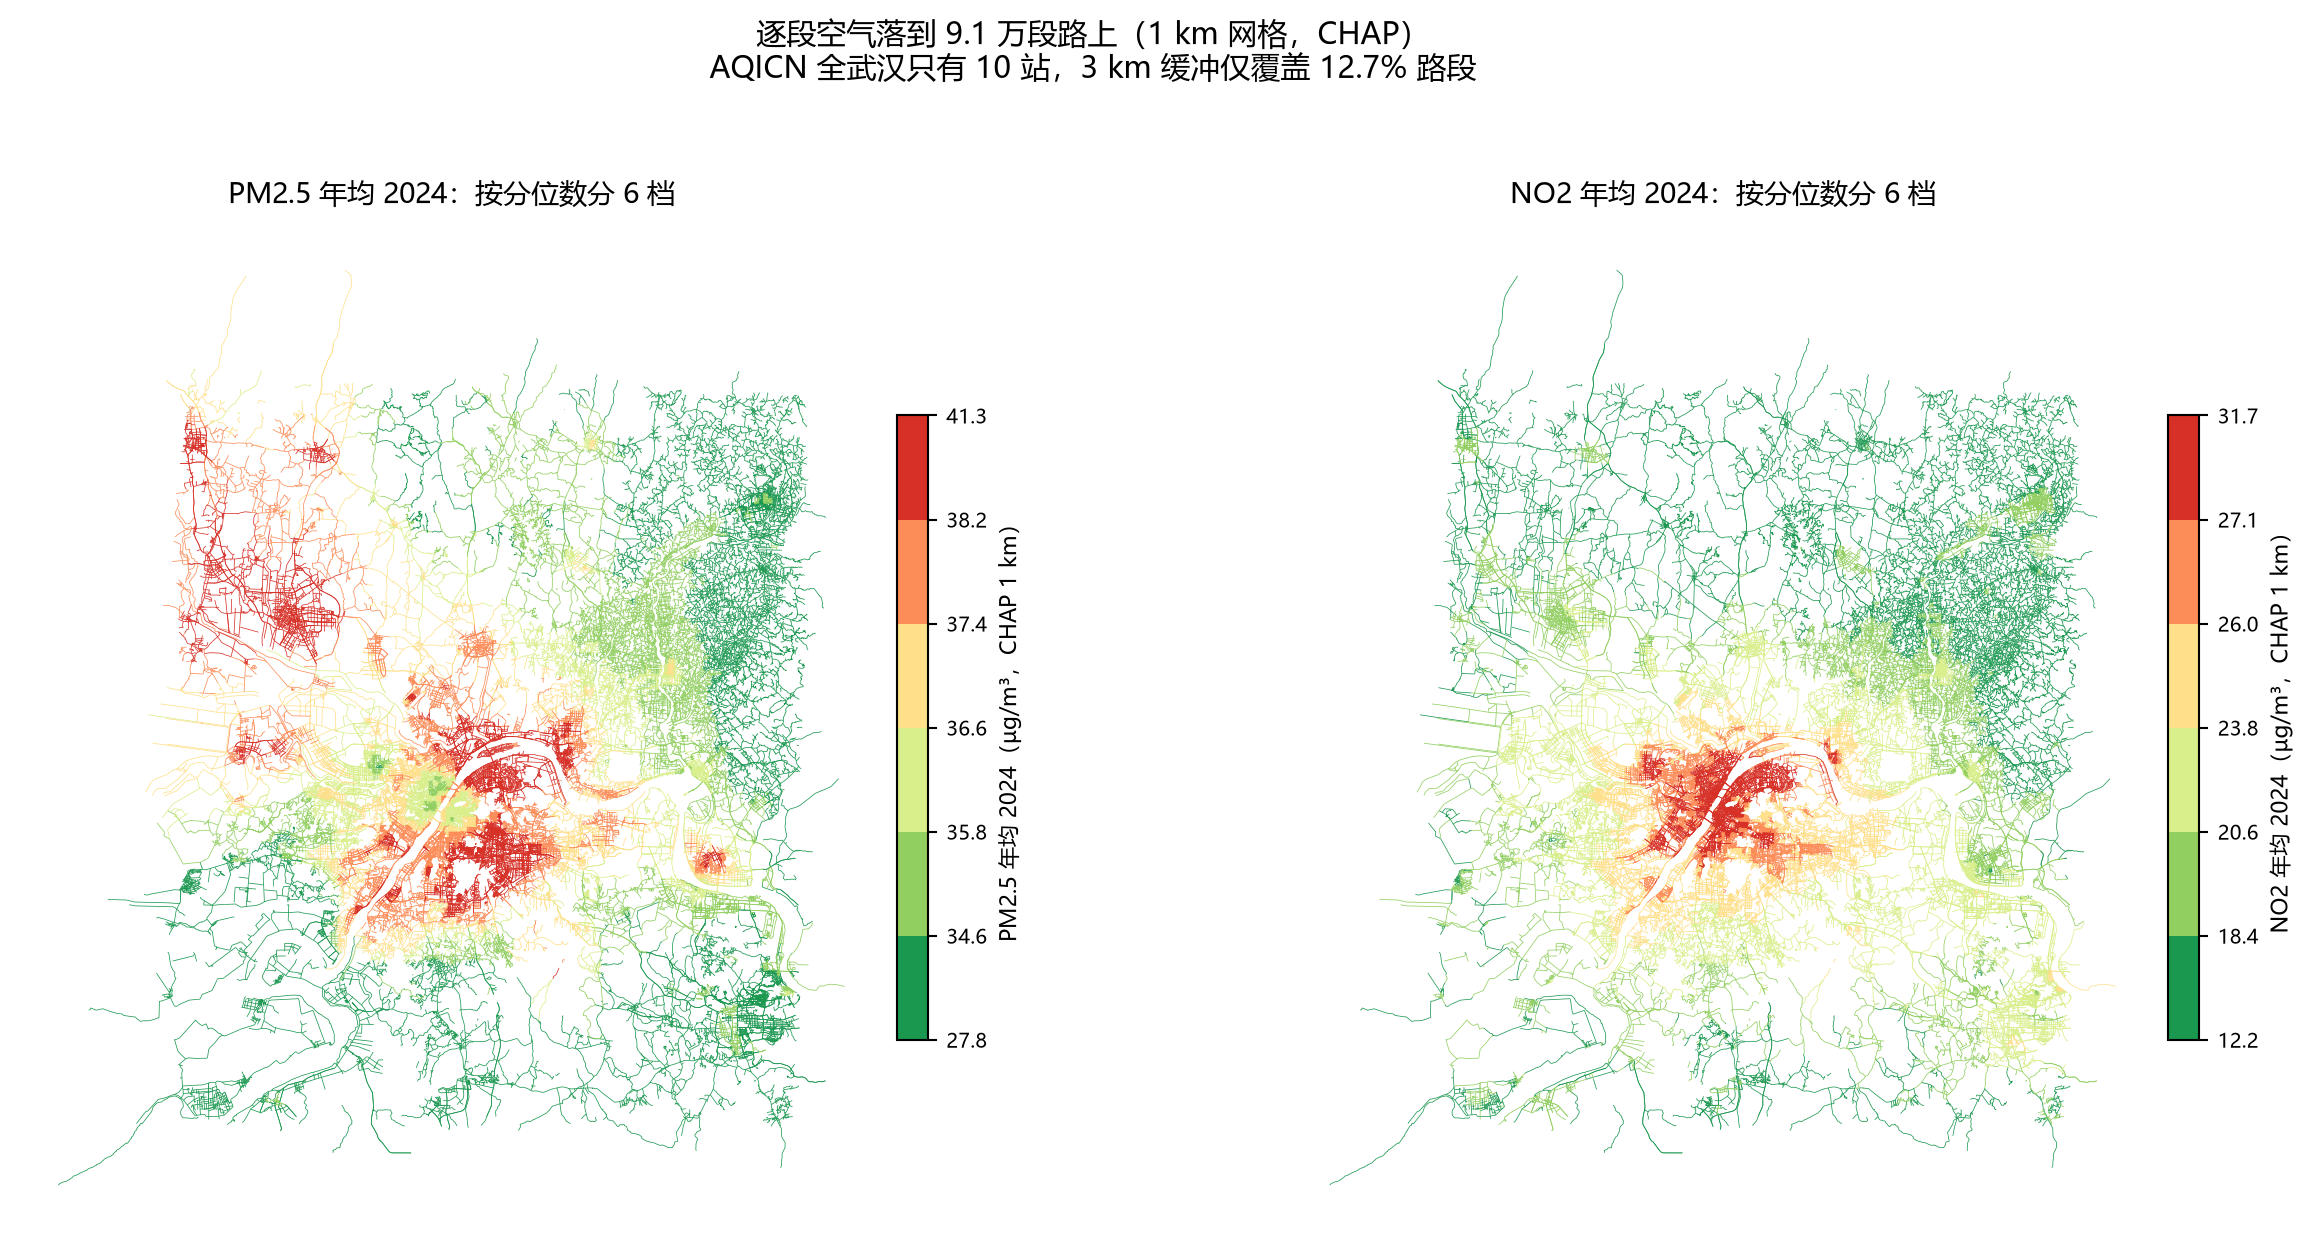 逐段空气落到 9.1 万段路上（1 km 网格，CHAP）
AQICN 全武汉只有 10 站，3 km 缓冲仅覆盖 12.7% 路段
PM2.5 年均 2024：按分位数分 6 档
41.3
38.2
37.4
36.6
35.8
34.6
27.8
PM2.5 年均 2024（μg/m³，CHAP 1 km）
NO2 年均 2024：按分位数分 6 档
31.7
27.1
26.0
23.8
20.6
18.4
12.2
NO2 年均 2024（μg/m³，CHAP 1 km）